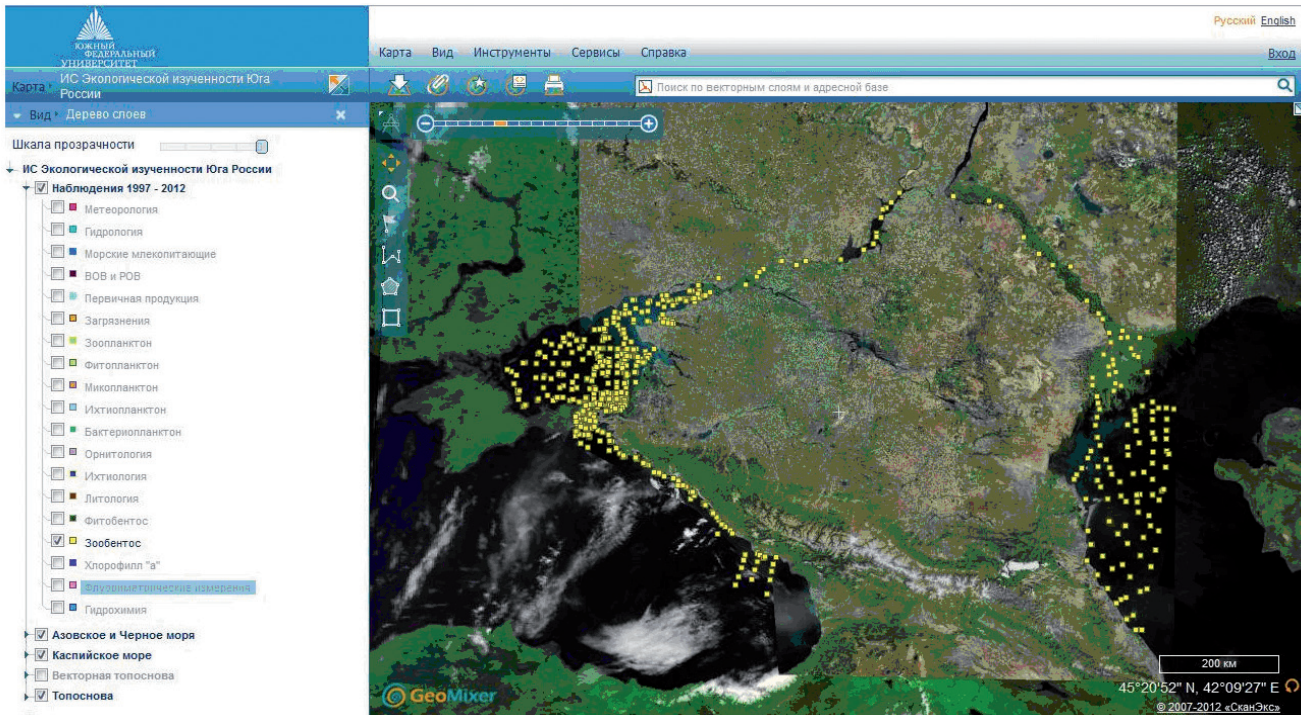 ЮЖНЫЙ
ФЕДЕРАЛЬНЫЙ
УНИВЕРСИТЕТ
Русский English
Карта Вид Инструменты Сервисы Справка
Вход
Карта
ИС Экологической изученности Юга
России
Поиск по векторным слоям и адресной базе
Вид Дерево слоев
Шкала прозрачности
ИС Экологической изученности Юга России
Наблюдения 1997 - 2012
Метеорология
Гидрология
Морские млекопитающие
ВОВ и РОВ
Первичная продукция
Загрязнения
Зоопланктон
Фитопланктон
Микопланктон
Ихтиопланктон
Бактериопланктон
Орнитология
Ихтиология
Литология
Фитобентос
Зообентос
Хлорофилл "а"
Флуориметрические измерения
Гидрохимия
Азовское и Черное моря
Каспийское море
Векторная топоснова
Топоснова
GeoMixer
200 км
45°20'52" N, 42°09'27" E
© 2007-2012 «СканЭкс»